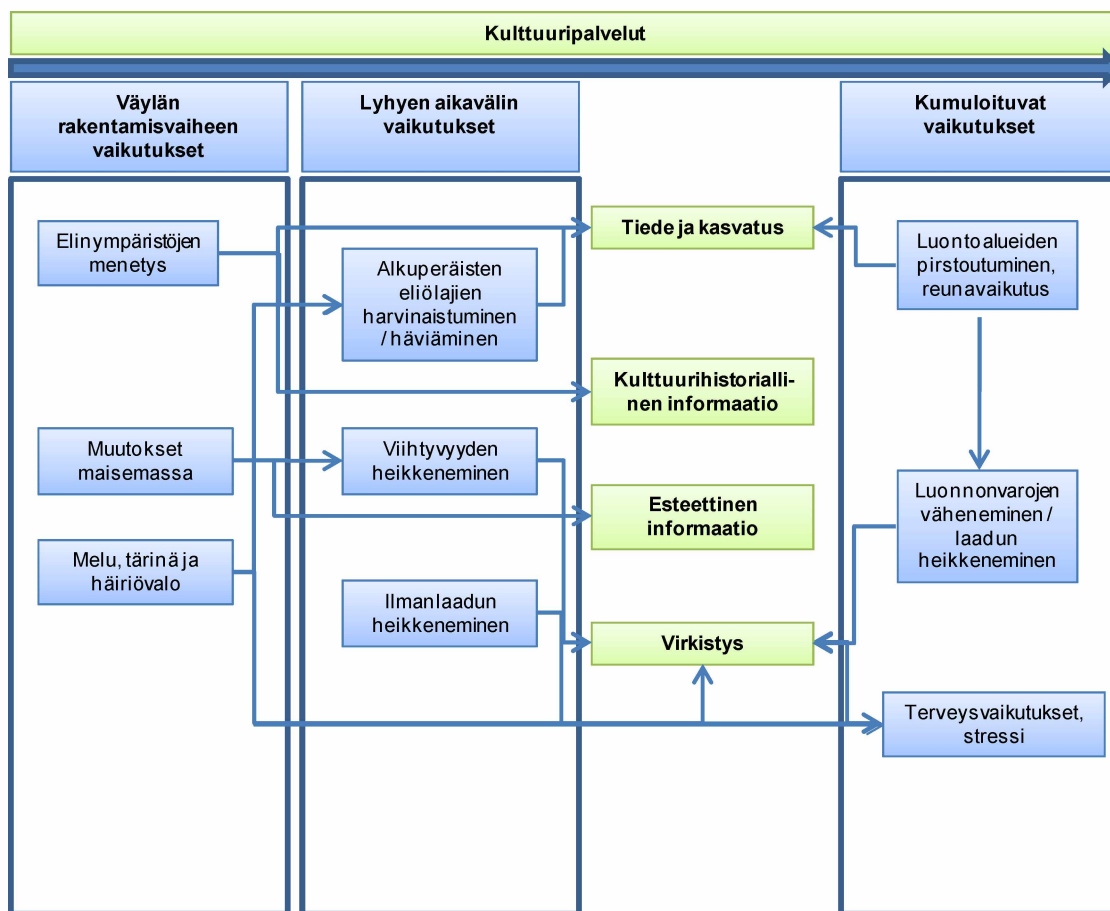 Kulttuuripalvelut
Väylän
rakentamisvaiheen
vaikutukset
Lyhyen aikavälin
vaikutukset
Kumuloituvat
vaikutukset
Elinympäristöjen
menetys
Muutokset
maisemassa
Melu, tärinä ja
häiriövalo
Alkuperäisten
eliölajien
harvinaistuminen
/ häviäminen
Viihtyvyyden
heikkeneminen
Ilmanlaadun
heikkeneminen
Tiede ja kasvatus
Kulttuurihistorialli-
nen informaatio
Esteettinen
informaatio
Virkistys
Luontoalueiden
pirstoutuminen,
reunavaikutus
Luonnonvarojen
väheneminen /
laadun
heikkeneminen
Terveysvaikutukset,
stressi